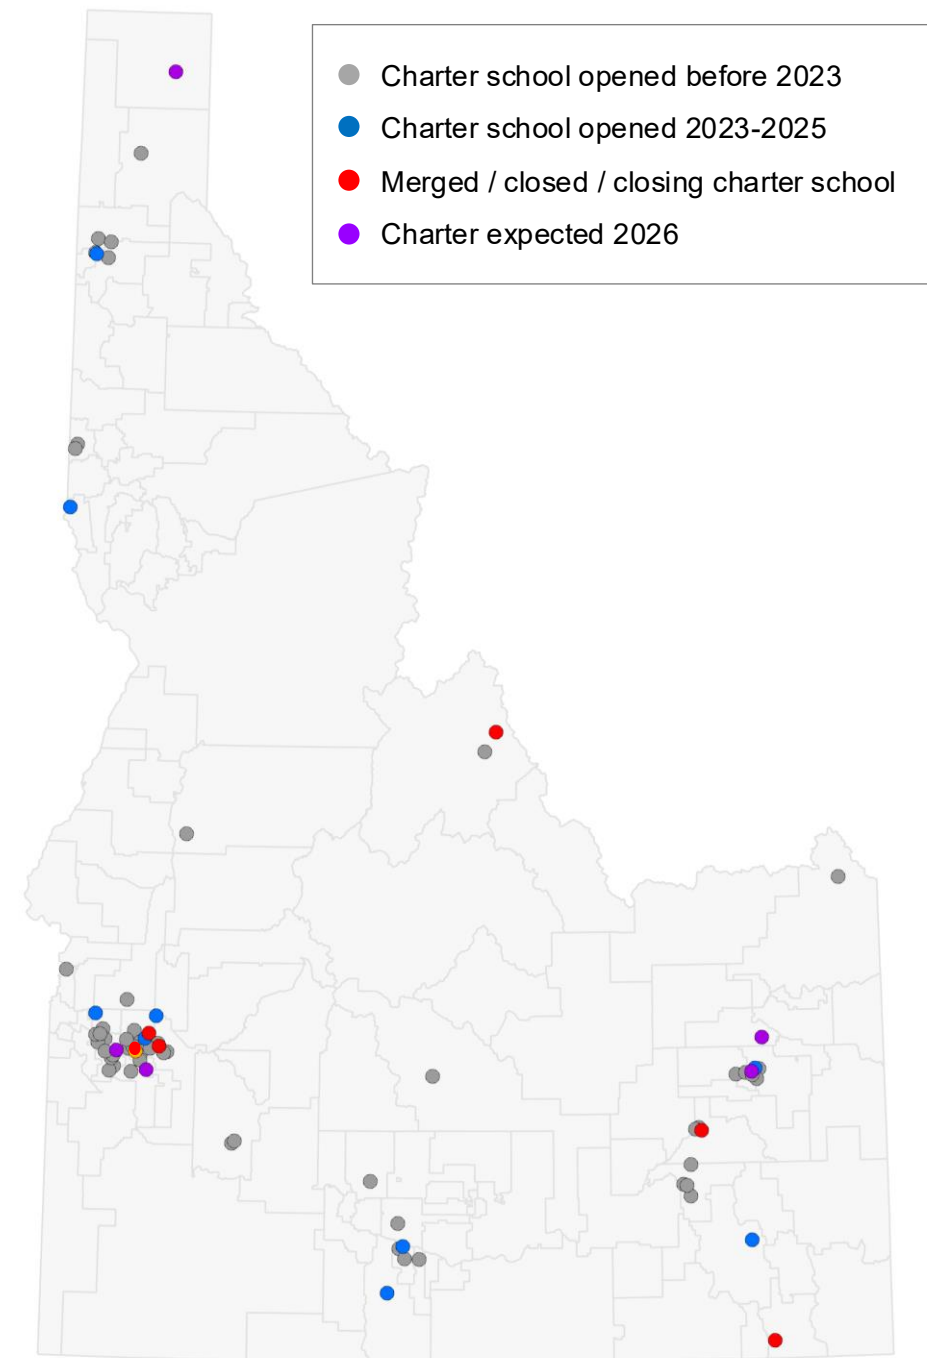 Charter school opened before 2023
Charter school opened 2023-2025
Merged / closed / closing charter school
Charter expected 2026